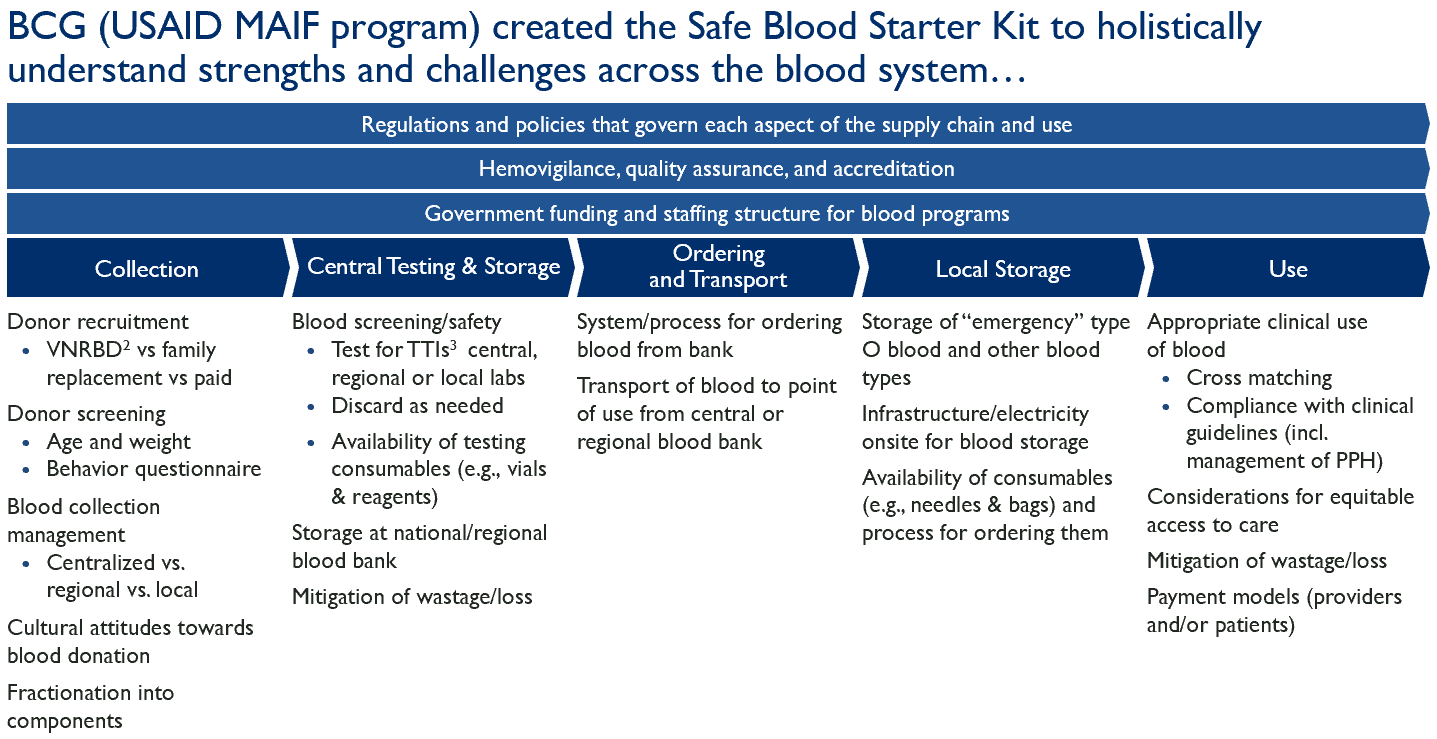 BCG (USAID MAIF program) created the Safe Blood Starter Kit to holistically
understand strengths and challenges across the blood system…
Regulations and policies that govern each aspect of the supply chain and use
Hemovigilance, quality assurance, and accreditation
Government funding and staffing structure for blood programs
Collection
Donor recruitment
• VNRBD² vs family
replacement vs paid
Donor screening
• Age and weight
• Behavior questionnaire
Blood collection
management
• Centralized vs.
regional vs. local
Cultural attitudes towards
blood donation
Fractionation into
components
Central Testing & Storage
Blood screening/safety
• Test for TTIs³ central,
regional or local labs
• Discard as needed
• Availability of testing
consumables (e.g., vials
& reagents)
Storage at national/regional
blood bank
Mitigation of wastage/loss
Ordering
and Transport
System/process for ordering
blood from bank
Transport of blood to point
of use from central or
regional blood bank
Local Storage
Storage of “emergency” type
O blood and other blood
types
Infrastructure/electricity
onsite for blood storage
Availability of consumables
(e.g., needles & bags) and
process for ordering them
Use
Appropriate clinical use
of blood
• Cross matching
• Compliance with clinical
guidelines (incl.
management of PPH)
Considerations for equitable
access to care
Mitigation of wastage/loss
Payment models (providers
and/or patients)